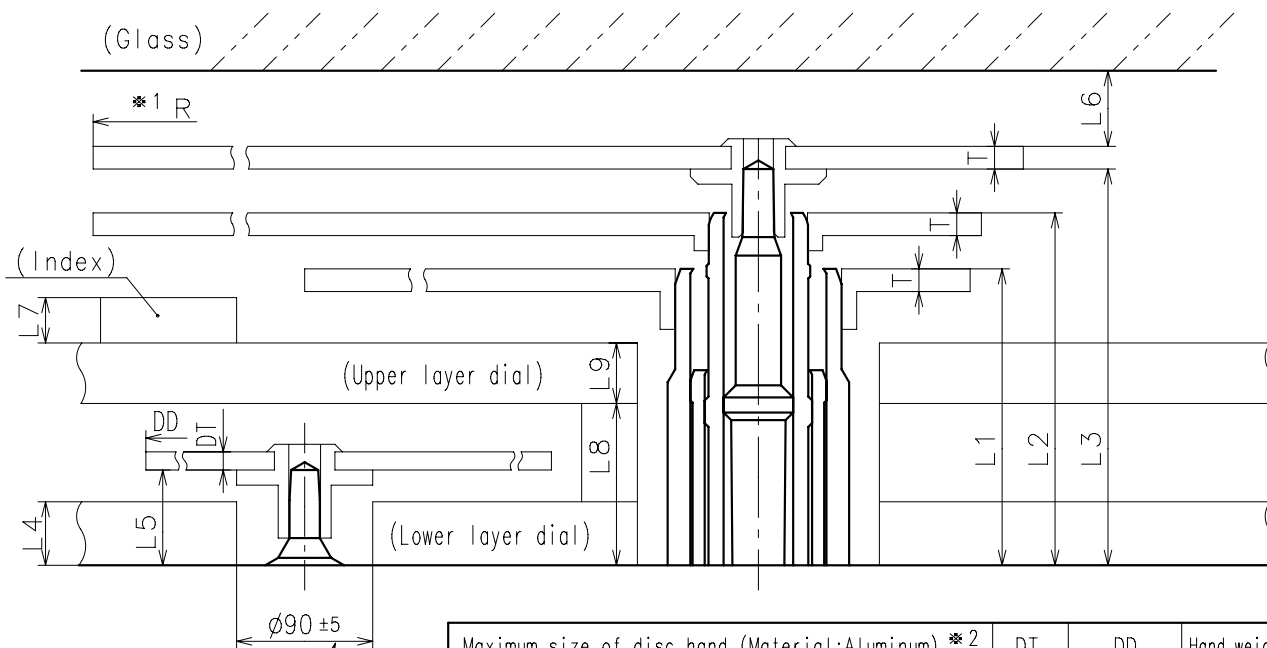 (Glass)
※1 R
L6
T
T
(Index)
T
L7
(Upper layer dial)
L9
DD
DT
L8
L1
L2
L3
L4
L5
(Lower layer dial)
(
(
Ø90 ±5
Maximum size of disc hand (Material:Aluminum) ※2
DT
DD